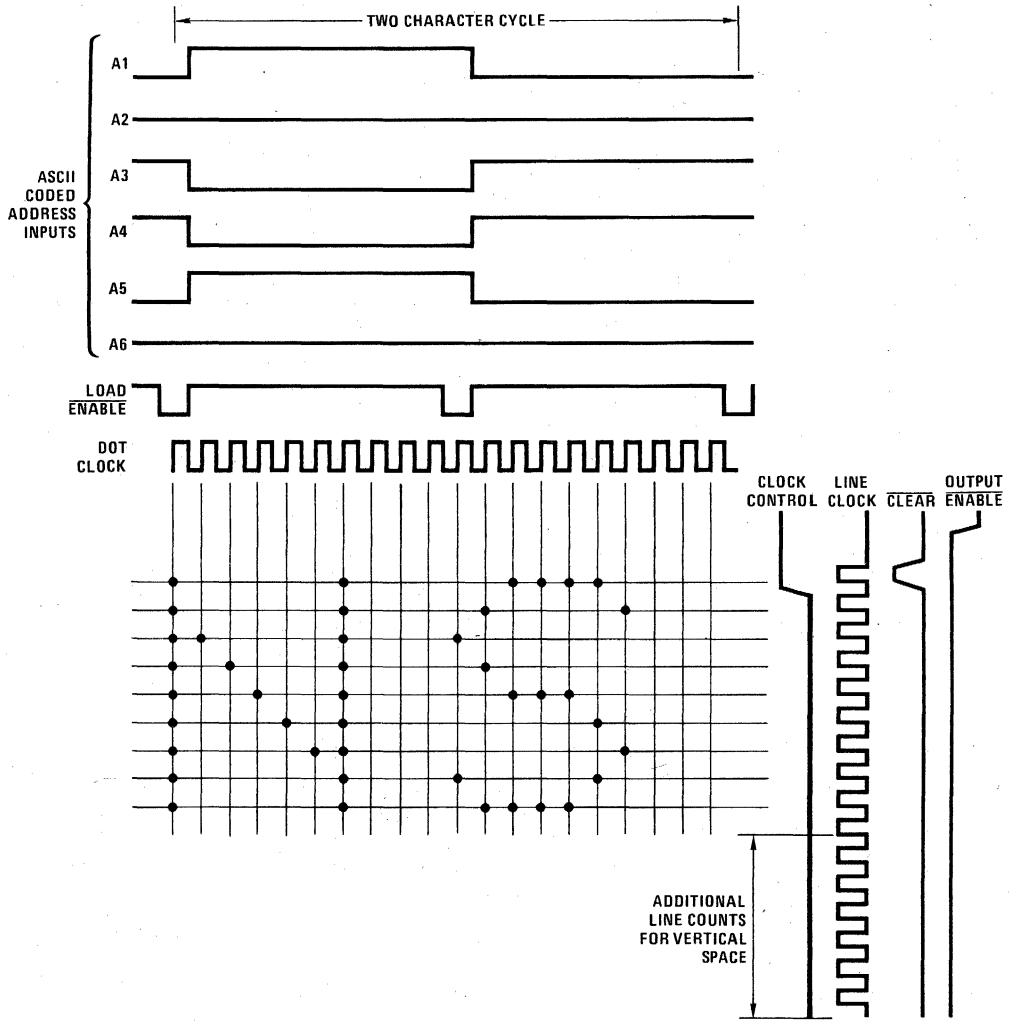 TWO CHARACTER CYCLE
A1
A2
ASCII
CODED
ADDRESS
INPUTS
A3
A4
A5
A6
LOAD
ENABLE
DOT
CLOCK
CLOCK
CONTROL
LINE
CLOCK
CLEAR
OUTPUT
ENABLE
ADDITIONAL
LINE COUNTS
FOR VERTICAL
SPACE